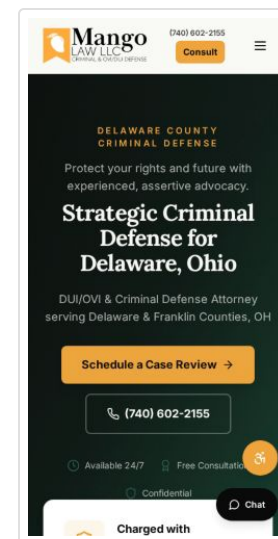 Mango
LAW LLC
CRIMINAL & OVI/DUI DEFENSE
(740) 602-2155
Consult
DELAWARE COUNTY
CRIMINAL DEFENSE
Protect your rights and future with
experienced, assertive advocacy.
Strategic Criminal
Defense for
Delaware, Ohio
DUI/OVI & Criminal Defense Attorney
serving Delaware & Franklin Counties, OH
Schedule a Case Review →
(740) 602-2155
Available 24/7
Free Consultatio
Confidential
Chat
Charged with